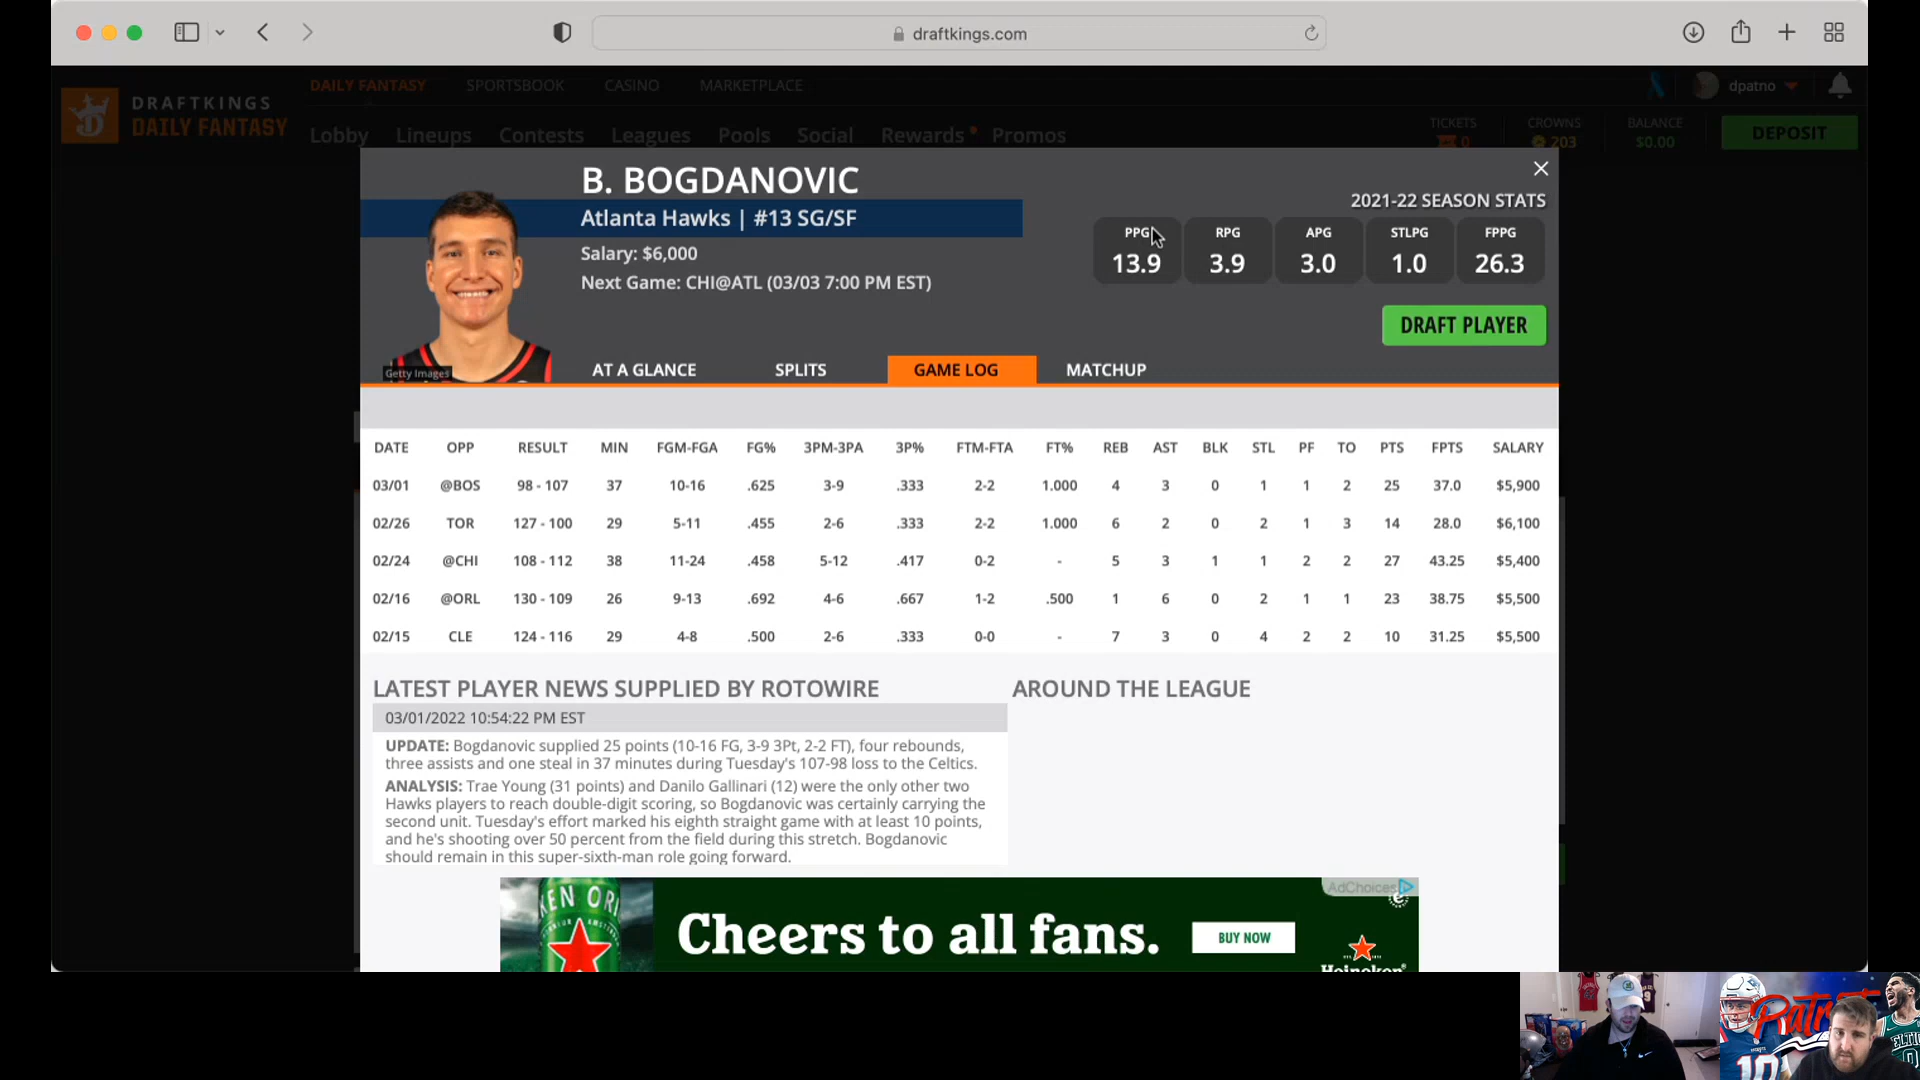 draftkings.com
DRAFTKINGS
DAILY FANTASY
DAILY FANTASY SPORTSBOOK CASINO MARKETPLACE
dpatno
Lobby Lineups Contests Leagues Pools Social Rewards Promos
TICKETS 0
CROWNS 203
BALANCE $0.00
DEPOSIT
B. BOGDANOVIC
Atlanta Hawks | #13 SG/SF
Salary: $6,000
Next Game: CHI@ATL (03/03 7:00 PM EST)
Getty Images
2021-22 SEASON STATS
PPG RPG APG STLPG FPPG
13.9 3.9 3.0 1.0 26.3
DRAFT PLAYER
AT A GLANCE SPLITS GAME LOG MATCHUP
DATE OPP RESULT MIN FGM-FGA FG% 3PM-3PA 3P% FTM-FTA FT% REB AST BLK STL PF TO PTS FPTS SALARY
03/01 @BOS 98 - 107 37 10-16 .625 3-9 .333 2-2 1.000 4 3 0 1 1 2 25 37.0 $5,900
02/26 TOR 127 - 100 29 5-11 .455 2-6 .333 2-2 1.000 6 2 0 2 1 3 14 28.0 $6,100
02/24 @CHI 108 - 112 38 11-24 .458 5-12 .417 0-2 - 5 3 1 1 2 2 27 43.25 $5,400
02/16 @ORL 130 - 109 26 9-13 .692 4-6 .667 1-2 .500 1 6 0 2 1 1 23 38.75 $5,500
02/15 CLE 124 - 116 29 4-8 .500 2-6 .333 0-0 - 7 3 0 4 2 2 10 31.25 $5,500
LATEST PLAYER NEWS SUPPLIED BY ROTOWIRE
AROUND THE LEAGUE
03/01/2022 10:54:22 PM EST
UPDATE: Bogdanovic supplied 25 points (10-16 FG, 3-9 3Pt, 2-2 FT), four rebounds,
three assists and one steal in 37 minutes during Tuesday's 107-98 loss to the Celtics.
ANALYSIS: Trae Young (31 points) and Danilo Gallinari (12) were the only other two
Hawks players to reach double-digit scoring, so Bogdanovic was certainly carrying the
second unit. Tuesday's effort marked his eighth straight game with at least 10 points,
and he's shooting over 50 percent from the field during this stretch. Bogdanovic
should remain in this super-sixth-man role going forward.
AdChoices
KEN ORI
Cheers to all fans.
BUY NOW
Heineken